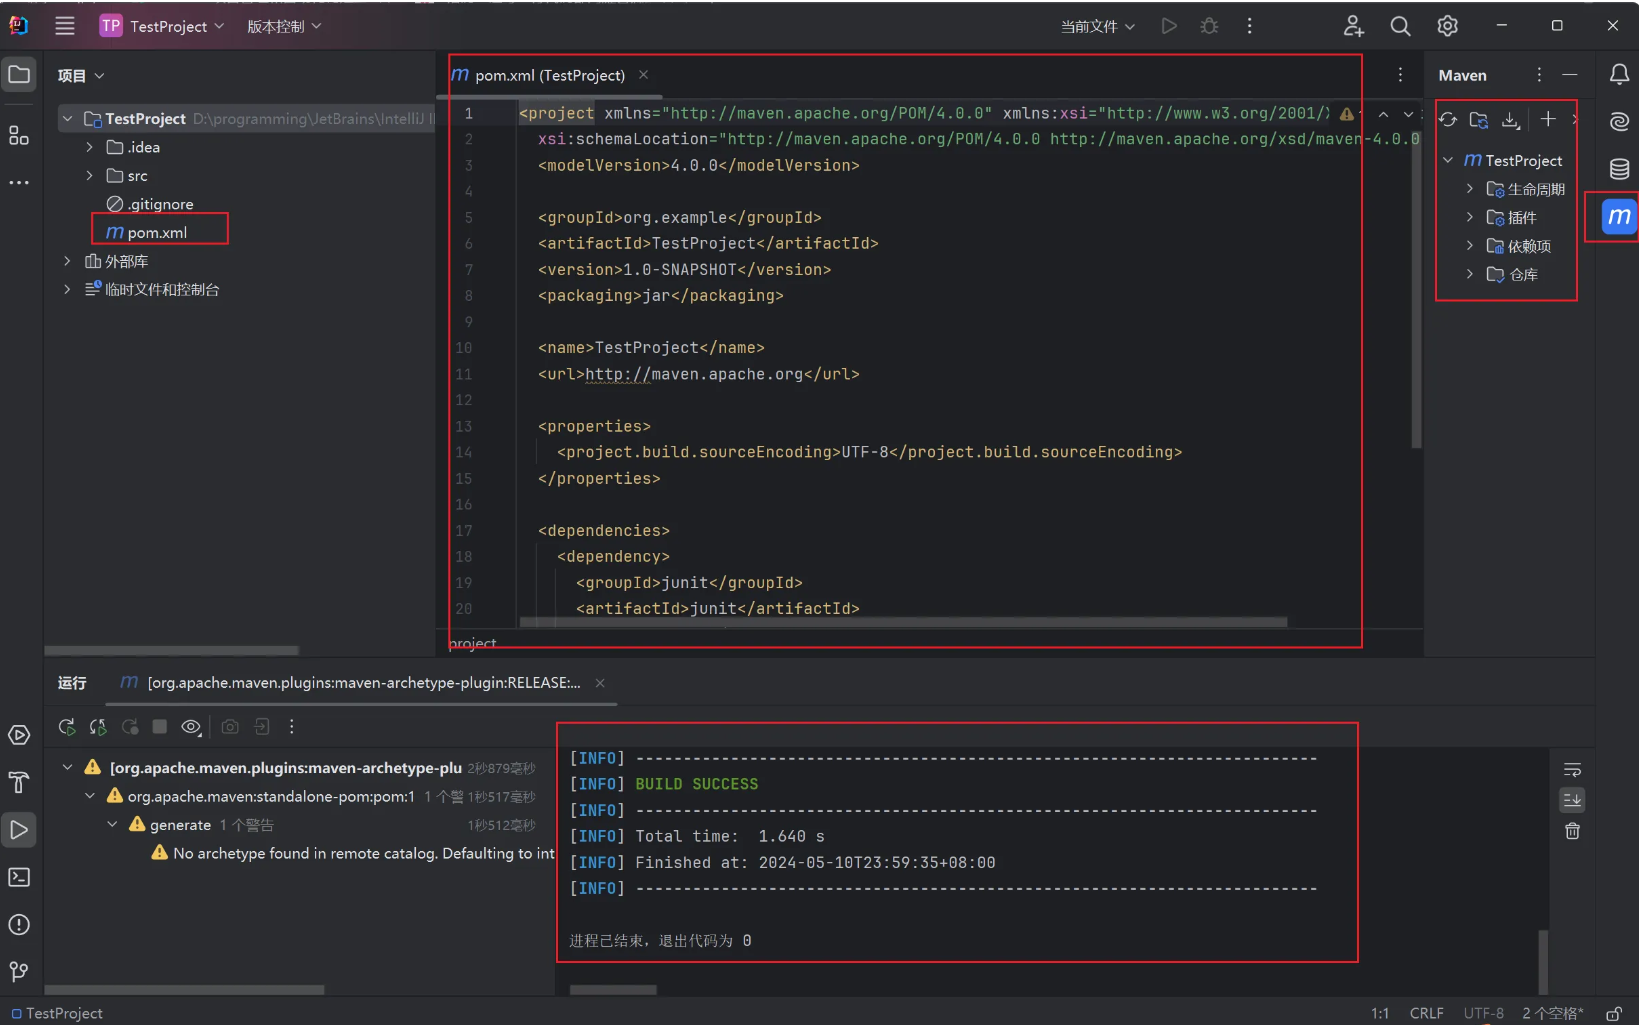 TP TestProject 版本控制 当前文件
项目
TestProject D:\programming\JetBrains\IntelliJ
.idea
src
.gitignore
m pom.xml
外部库
临时文件和控制台
m pom.xml (TestProject)
1 <project xmlns="http://maven.apache.org/POM/4.0.0" xmlns:xsi="http://www.w3.org/2001/
2 xsi:schemaLocation="http://maven.apache.org/POM/4.0.0 http://maven.apache.org/xsd/maven-4.0.0
3 <modelVersion>4.0.0</modelVersion>
4
5 <groupId>org.example</groupId>
6 <artifactId>TestProject</artifactId>
7 <version>1.0-SNAPSHOT</version>
8 <packaging>jar</packaging>
9
10 <name>TestProject</name>
11 <url>http://maven.apache.org</url>
12
13 <properties>
14 <project.build.sourceEncoding>UTF-8</project.build.sourceEncoding>
15 </properties>
16
17 <dependencies>
18 <dependency>
19 <groupId>junit</groupId>
20 <artifactId>junit</artifactId>
project
Maven
m TestProject
生命周期
插件
依赖项
仓库
m
运行 m [org.apache.maven.plugins:maven-archetype-plugin:RELEASE:...
[org.apache.maven.plugins:maven-archetype-plu 2秒879毫秒
org.apache.maven:standalone-pom:pom:1 1个警 1秒517毫秒
generate 1个警告 1秒512毫秒
No archetype found in remote catalog. Defaulting to int
[INFO] ------------------------------------------------------------------------
[INFO] BUILD SUCCESS
[INFO] ------------------------------------------------------------------------
[INFO] Total time:  1.640 s
[INFO] Finished at: 2024-05-10T23:59:35+08:00
[INFO] ------------------------------------------------------------------------
进程已结束，退出代码为 0
TestProject 1:1 CRLF UTF-8 2个空格*